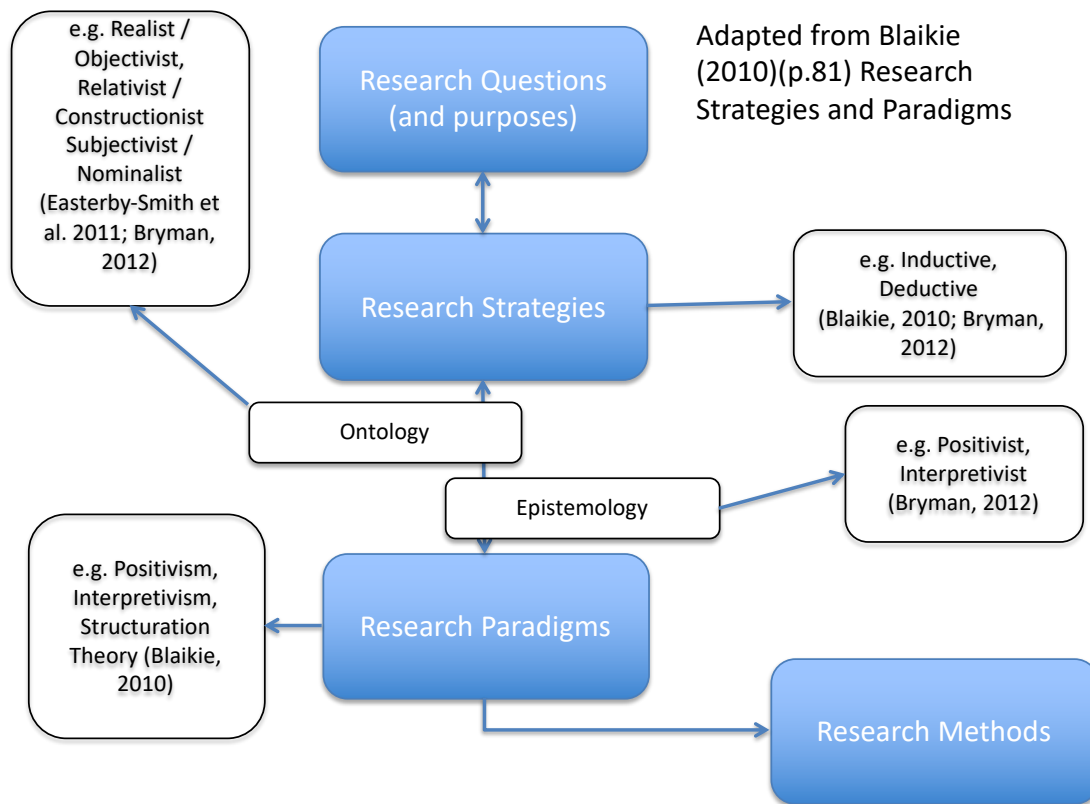 e.g. Realist /
Objectivist,
Relativist /
Constructionist
Subjectivist /
Nominalist
(Easterby-Smith et
al. 2011; Bryman,
2012)
Research Questions
(and purposes)
Adapted from Blaikie
(2010)(p.81) Research
Strategies and Paradigms
Research Strategies
e.g. Inductive,
Deductive
(Blaikie, 2010; Bryman,
2012)
Ontology
Epistemology
e.g. Positivist,
Interpretivist
(Bryman, 2012)
e.g. Positivism,
Interpretivism,
Structuration
Theory (Blaikie,
2010)
Research Paradigms
Research Methods